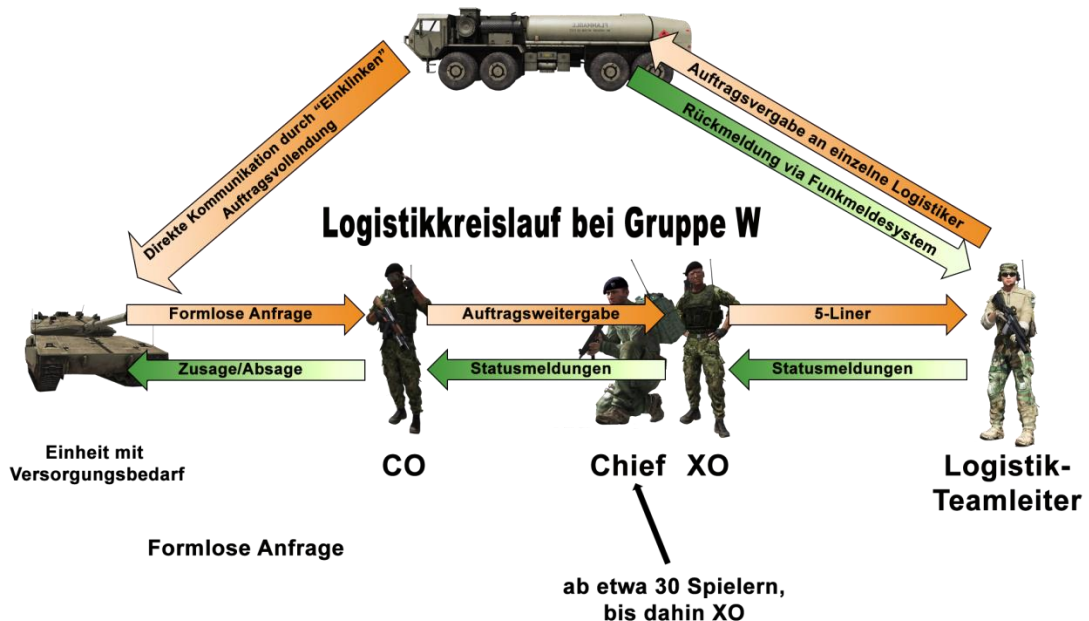 Direkte Kommunikation durch "Einklinken"
Auftragsvollendung
Auftragsvergabe an einzelne Logistiker
Rückmeldung via Funkmeldesystem
Logistikkreislauf bei Gruppe W
Formlose Anfrage
Auftragsweitergabe
5-Liner
Zusage/Absage
Statusmeldungen
Statusmeldungen
Einheit mit
Versorgungsbedarf
CO
Chief
XO
Logistik-
Teamleiter
Formlose Anfrage
ab etwa 30 Spielern,
bis dahin XO